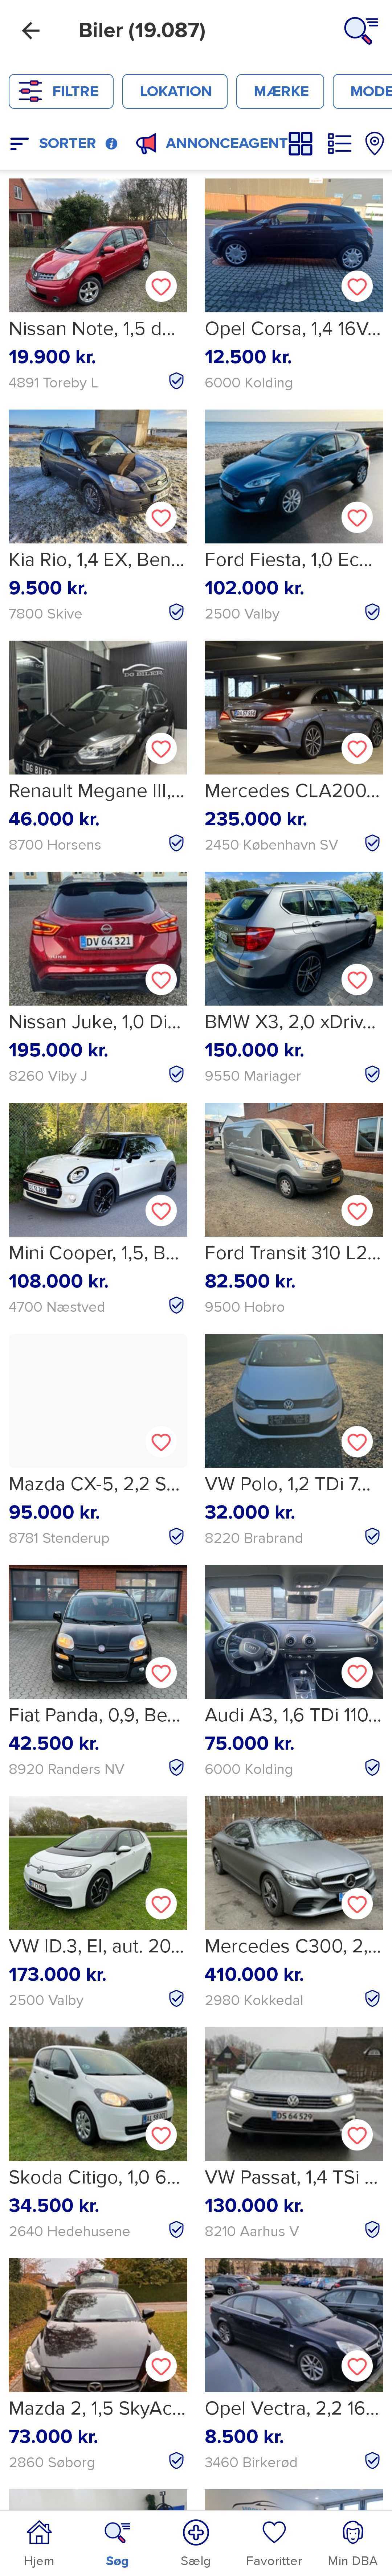 Biler (19.087)
FILTRE
LOKATION
MÆRKE
MODE
SORTER
ANNONCEAGENT
Nissan Note, 1,5 d...
19.900 kr.
4891 Toreby L
Opel Corsa, 1,4 16V...
12.500 kr.
6000 Kolding
Kia Rio, 1,4 EX, Ben...
9.500 kr.
7800 Skive
Ford Fiesta, 1,0 Ec...
102.000 kr.
2500 Valby
DG BILER
DG BILER
Renault Megane III,...
46.000 kr.
8700 Horsens
Mercedes CLA200...
235.000 kr.
2450 København SV
DV 64 321
Nissan Juke, 1,0 Di...
195.000 kr.
8260 Viby J
BMW X3, 2,0 xDriv...
150.000 kr.
9550 Mariager
Mini Cooper, 1,5, B...
108.000 kr.
4700 Næstved
Ford Transit 310 L2...
82.500 kr.
9500 Hobro
Mazda CX-5, 2,2 S...
95.000 kr.
8781 Stenderup
VW Polo, 1,2 TDi 7...
32.000 kr.
8220 Brabrand
Fiat Panda, 0,9, Be...
42.500 kr.
8920 Randers NV
Audi A3, 1,6 TDi 110...
75.000 kr.
6000 Kolding
VW ID.3, El, aut. 20...
173.000 kr.
2500 Valby
Mercedes C300, 2,...
410.000 kr.
2980 Kokkedal
Skoda Citigo, 1,0 6...
34.500 kr.
2640 Hedehusene
DS 64 529
VW Passat, 1,4 TSi ...
130.000 kr.
8210 Aarhus V
Mazda 2, 1,5 SkyAc...
73.000 kr.
2860 Søborg
Opel Vectra, 2,2 16...
8.500 kr.
3460 Birkerød
Hjem
Søg
Sælg
Favoritter
Min DBA